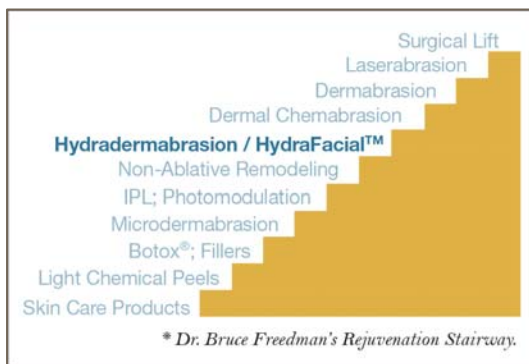 Surgical Lift
Laserabrasion
Dermabrasion
Dermal Chemabrasion
Hydradermabrasion / HydraFacial™
Non-Ablative Remodeling
IPL; Photomodulation
Microdermabrasion
Botox®; Fillers
Light Chemical Peels
Skin Care Products
* Dr. Bruce Freedman's Rejuvenation Stairway.